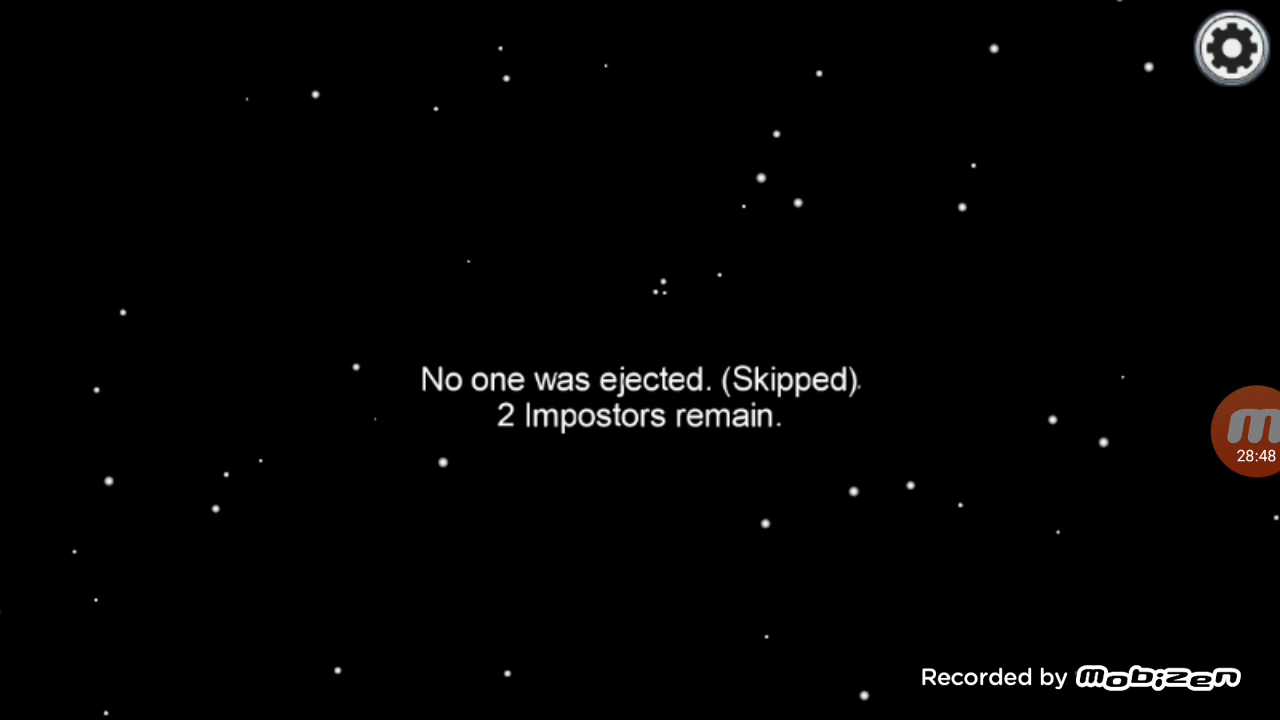 No one was ejected. (Skipped)
2 Impostors remain.
28:48
Recorded by mobizen